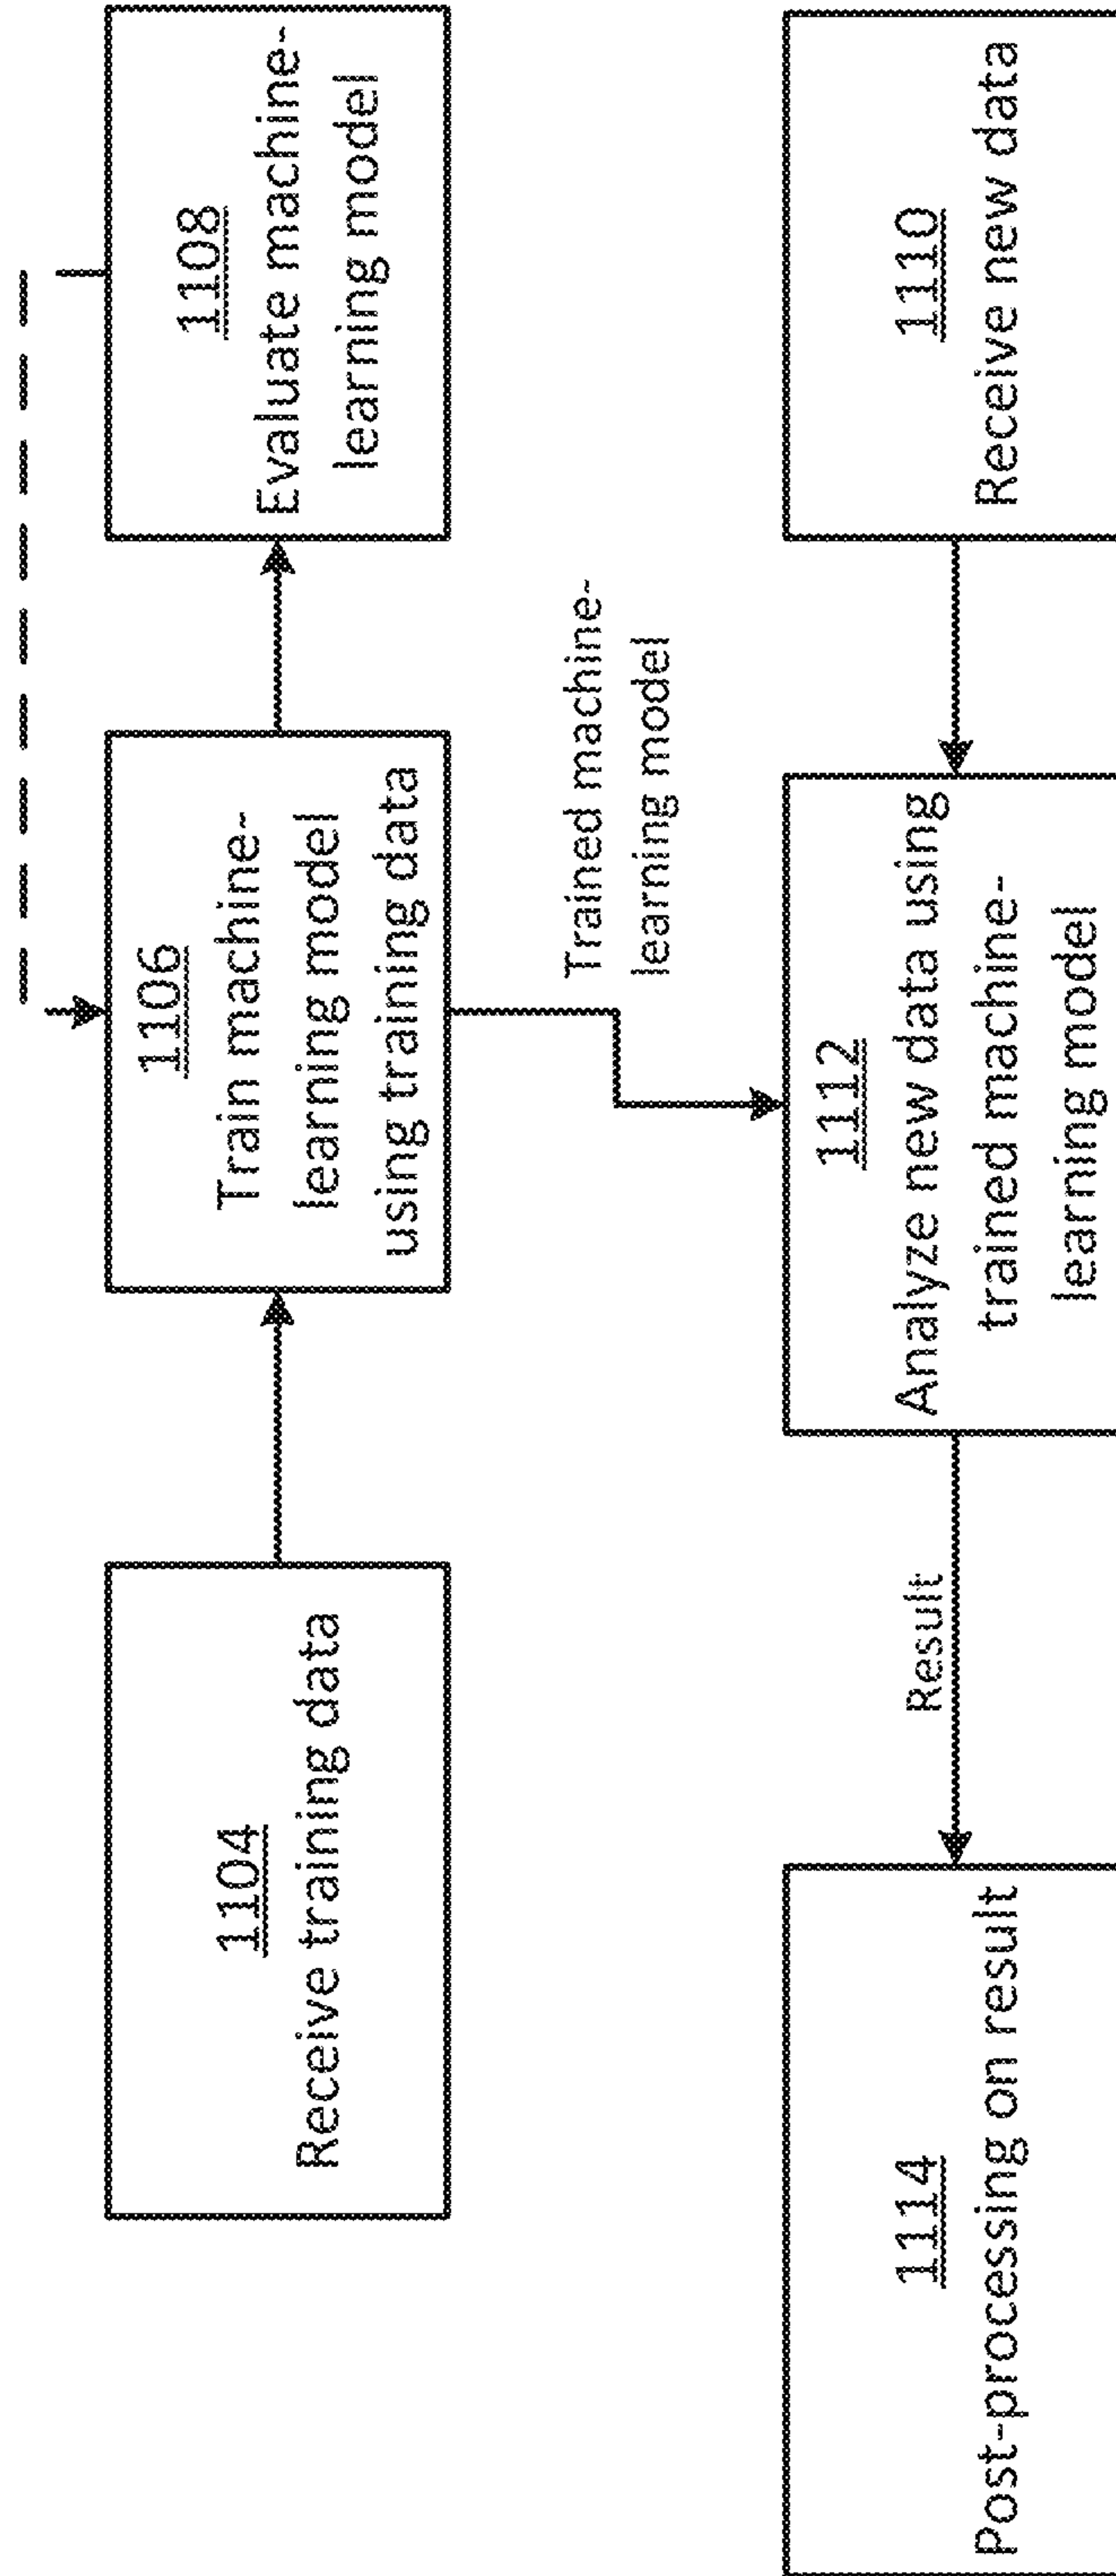 1104
Receive training data
1106
Train machine-
learning model
using training data
1108
Evaluate machine-
learning model
Trained machine-
learning model
1114
Post-processing on result
Result
1112
Analyze new data using
trained machine-
learning model
1110
Receive new data